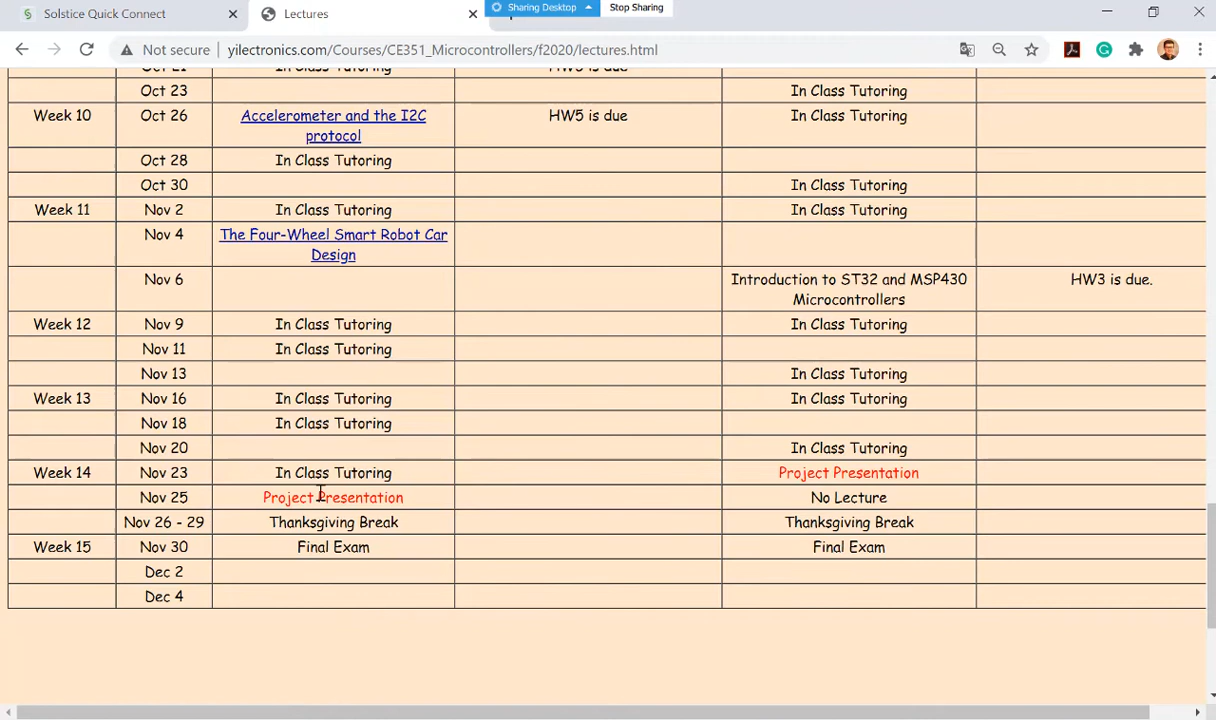 Solstice Quick Connect
Lectures
Sharing Desktop
Stop Sharing
Not secure
yilectronics.com/Courses/CE351_Microcontrollers/f2020/lectures.html
Oct 21 In Class Tutoring HW5 is due
Oct 23 In Class Tutoring
Week 10 Oct 26 Accelerometer and the I2C HW5 is due In Class Tutoring
protocol
Oct 28 In Class Tutoring
Oct 30 In Class Tutoring
Week 11 Nov 2 In Class Tutoring In Class Tutoring
Nov 4 The Four-Wheel Smart Robot Car
Design
Nov 6 Introduction to ST32 and MSP430 HW3 is due.
Microcontrollers
Week 12 Nov 9 In Class Tutoring In Class Tutoring
Nov 11 In Class Tutoring
Nov 13 In Class Tutoring
Week 13 Nov 16 In Class Tutoring In Class Tutoring
Nov 18 In Class Tutoring
Nov 20 In Class Tutoring
Week 14 Nov 23 In Class Tutoring Project Presentation
Nov 25 Project Presentation No Lecture
Nov 26 - 29 Thanksgiving Break Thanksgiving Break
Week 15 Nov 30 Final Exam Final Exam
Dec 2
Dec 4